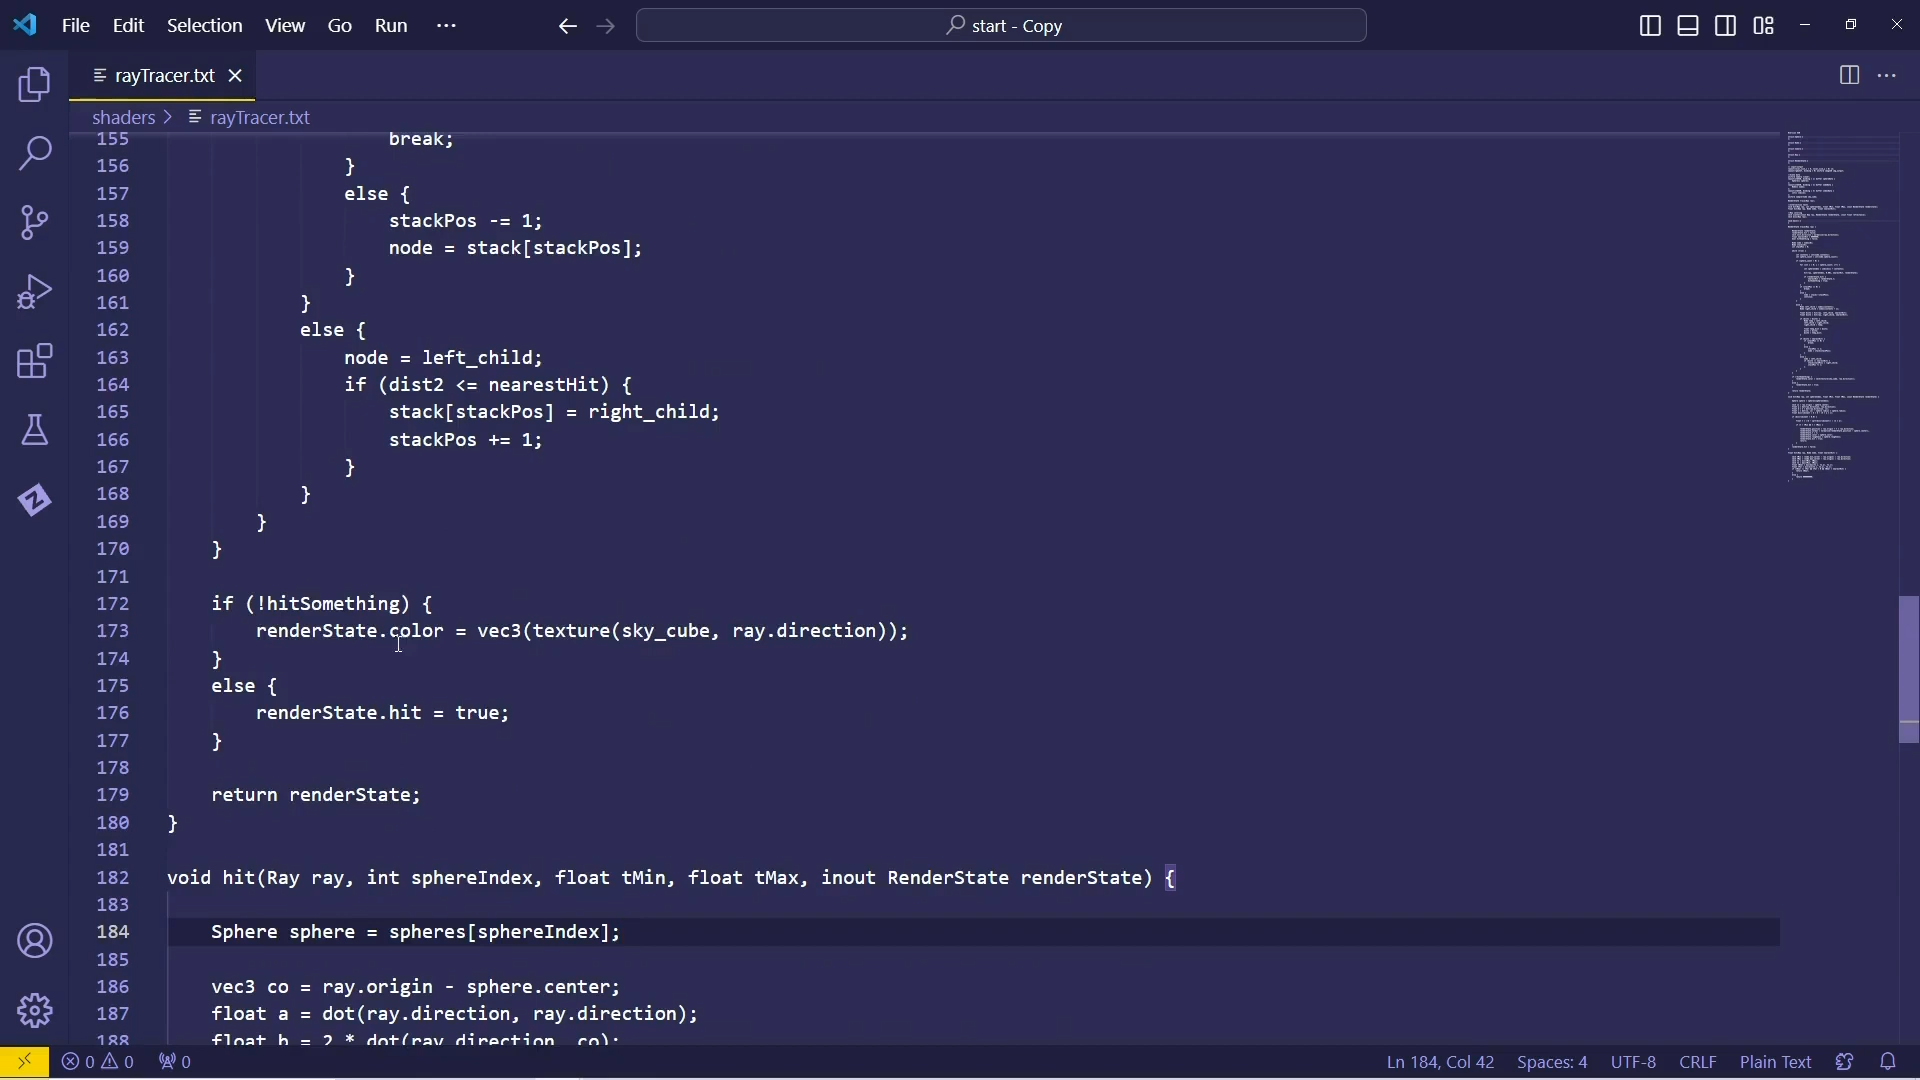 File Edit Selection View Go Run ··· start - Copy
rayTracer.txt
shaders > rayTracer.txt
155 break;
156 }
157 else {
158 stackPos -= 1;
159 node = stack[stackPos];
160 }
161 }
162 else {
163 node = left_child;
164 if (dist2 <= nearestHit) {
165 stack[stackPos] = right_child;
166 stackPos += 1;
167 }
168 }
169 }
170 }
171
172 if (!hitSomething) {
173 renderState.color = vec3(texture(sky_cube, ray.direction));
174 }
175 else {
176 renderState.hit = true;
177 }
178
179 return renderState;
180 }
181
182 void hit(Ray ray, int sphereIndex, float tMin, float tMax, inout RenderState renderState) {
183
184 Sphere sphere = spheres[sphereIndex];
185
186 vec3 co = ray.origin - sphere.center;
187 float a = dot(ray.direction, ray.direction);
188 float b = 2 * dot(ray.direction, co);
0 0 0 Ln 184, Col 42 Spaces: 4 UTF-8 CRLF Plain Text